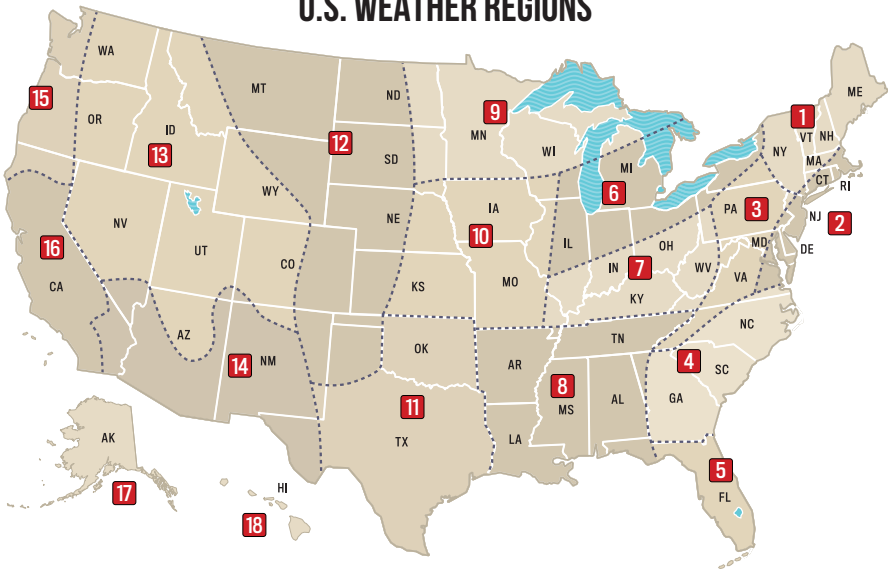 U.S. WEATHER REGIONS
WA
MT
ND
ME
15
9
1
OR
MN
VT
NH
ID
12
NY
MA
13
SD
WI
MI
CT
RI
WY
6
PA
3
NJ
2
IA
NE
10
NV
16
UT
IL
OH
MD
DE
CO
IN
7
WV
VA
CA
KS
MO
KY
NC
AZ
OK
TN
14
NM
AR
4
SC
8
11
MS
AL
GA
TX
LA
AK
5
17
HI
FL
18